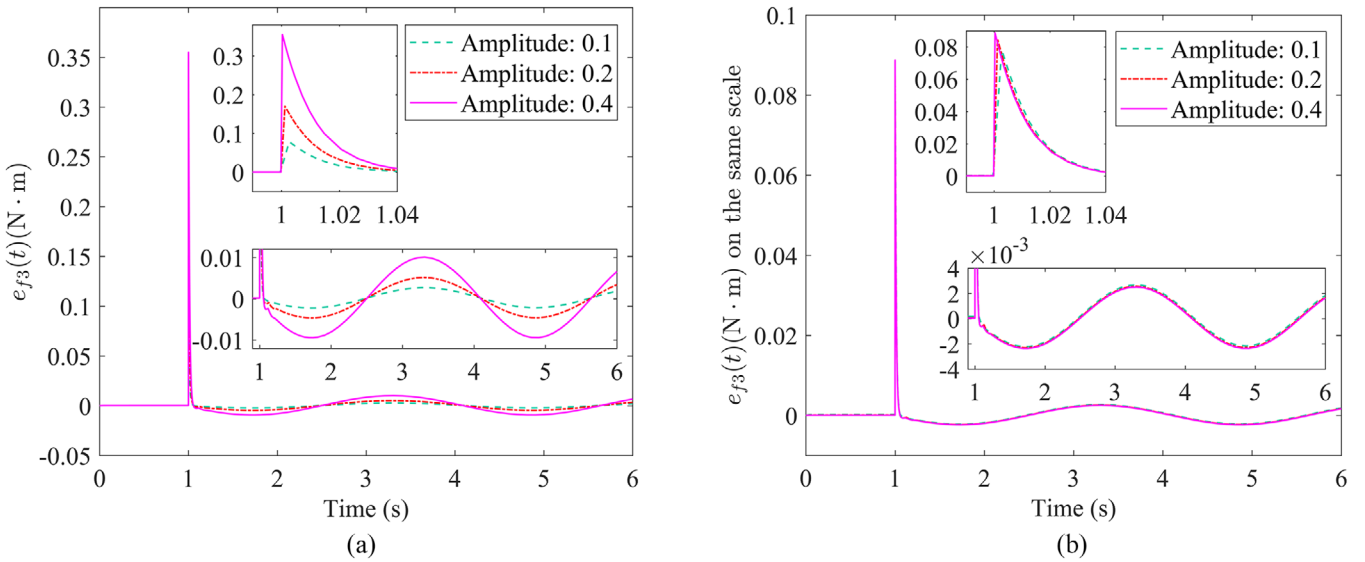 e_{f3}(t)(N · m)
0.35
0.3
0.25
0.2
0.15
0.1
0.05
0
-0.05
0 1 2 3 4 5 6
Time (s)
(a)
0.3
0.2
0.1
0
1 1.02 1.04
Amplitude: 0.1
Amplitude: 0.2
Amplitude: 0.4
0.01
0
-0.01
1 2 3 4 5 6
e_{f3}(t)(N · m) on the same scale
0.1
0.08
0.06
0.04
0.02
0
0 1 2 3 4 5 6
Time (s)
(b)
0.08
0.06
0.04
0.02
0
1 1.02 1.04
Amplitude: 0.1
Amplitude: 0.2
Amplitude: 0.4
×10^{-3}
4
2
0
-2
-4
1 2 3 4 5 6